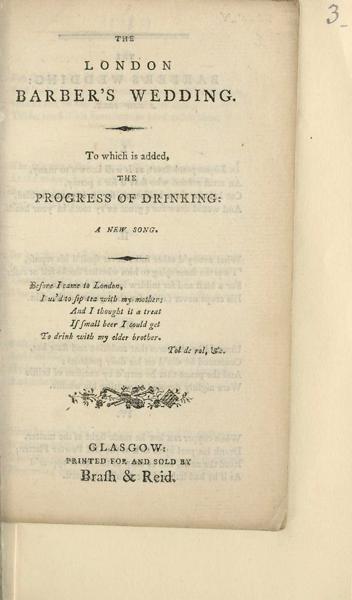 3
THE
LONDON
BARBER'S WEDDING.
To which is added,
THE
PROGRESS OF DRINKING:
A NEW SONG.
Before I came to London,
I us'd to ſip tea with my mother;
And I thought it a treat
If ſmall beer I could get
To drink with my elder brother.
Tol de rol, &c.
GLASGOW:
PRINTED FOR AND SOLD BY
Braſh & Reid.